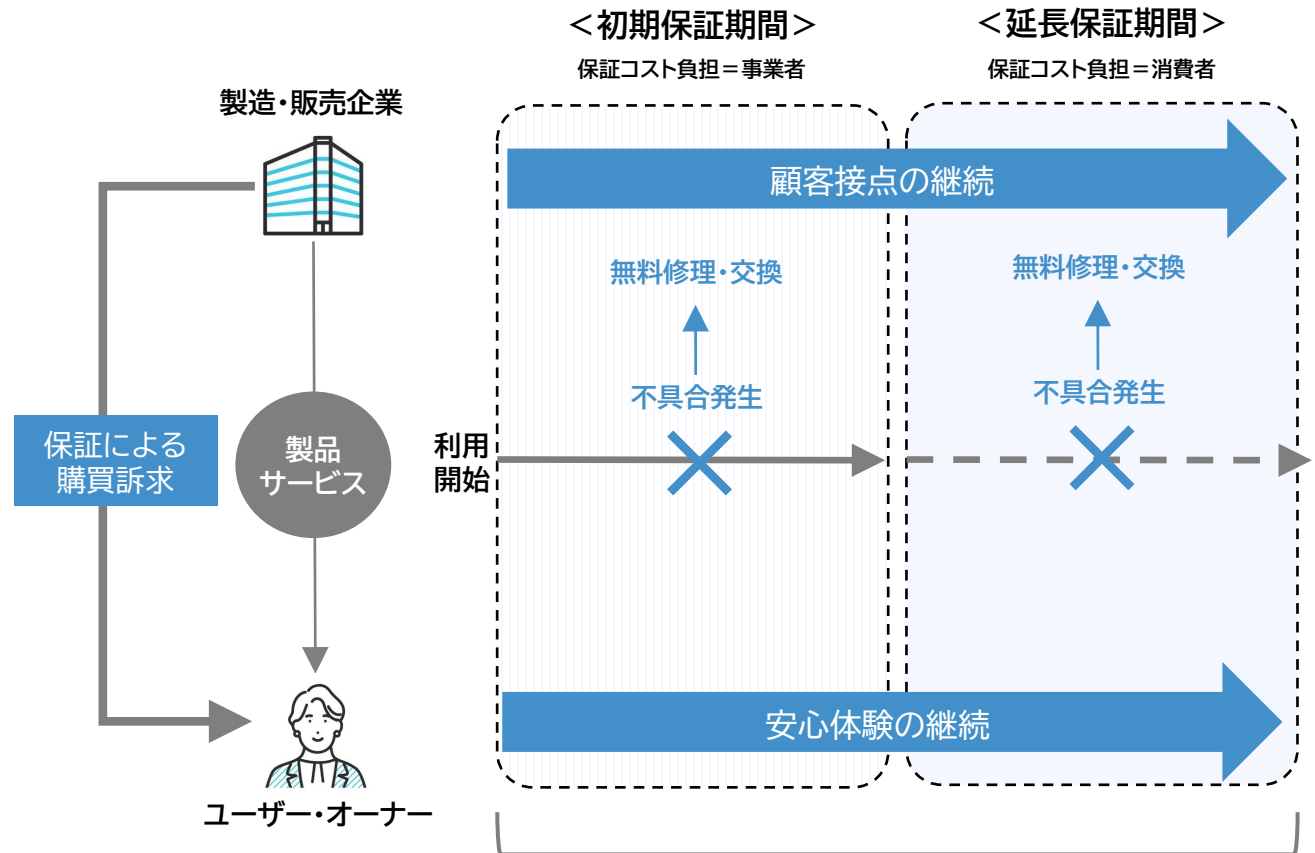 ＜初期保証期間＞
保証コスト負担＝事業者
＜延長保証期間＞
保証コスト負担＝消費者
製造・販売企業
顧客接点の継続
無料修理・交換
無料修理・交換
不具合発生
不具合発生
保証による
購買訴求
製品
サービス
利用
開始
安心体験の継続
ユーザー・オーナー